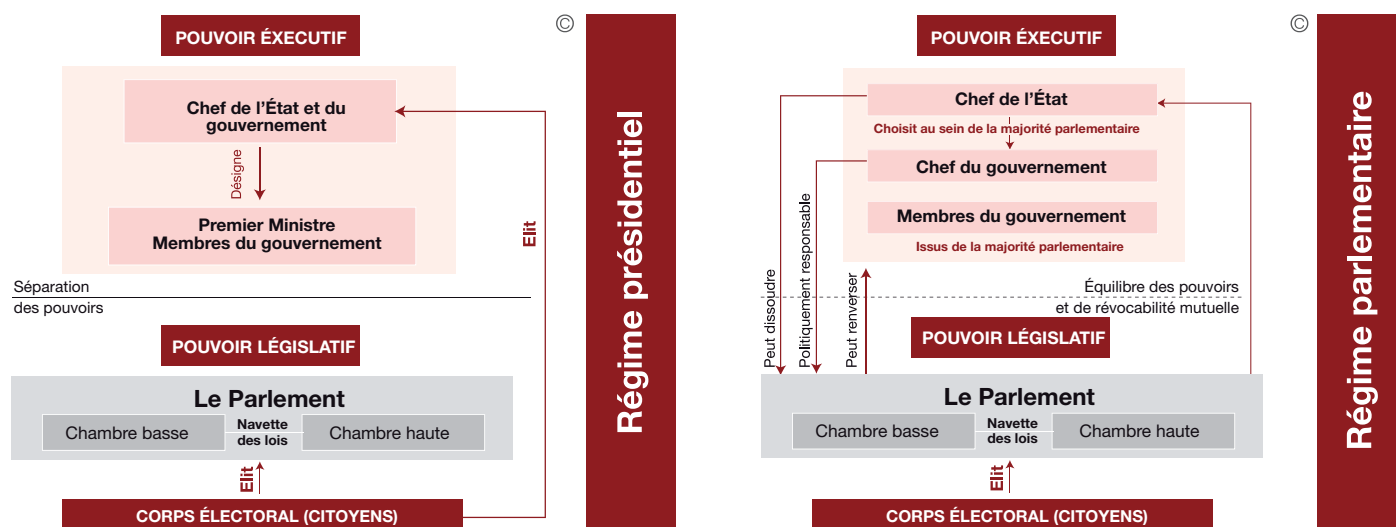 POUVOIR ÉXECUTIF
©
Chef de l'État et du
gouvernement
Désigne
Premier Ministre
Membres du gouvernement
Elit
Séparation
des pouvoirs
POUVOIR LÉGISLATIF
Le Parlement
Chambre basse
Navette
des lois
Chambre haute
Elit
CORPS ÉLECTORAL (CITOYENS)
Régime présidentiel
POUVOIR ÉXECUTIF
©
Chef de l'État
Choisit au sein de la majorité parlementaire
Chef du gouvernement
Membres du gouvernement
Issus de la majorité parlementaire
Peut dissoudre
Politiquement responsable
Peut renverser
Équilibre des pouvoirs
et de révocabilité mutuelle
POUVOIR LÉGISLATIF
Le Parlement
Chambre basse
Navette
des lois
Chambre haute
Elit
CORPS ÉLECTORAL (CITOYENS)
Régime parlementaire